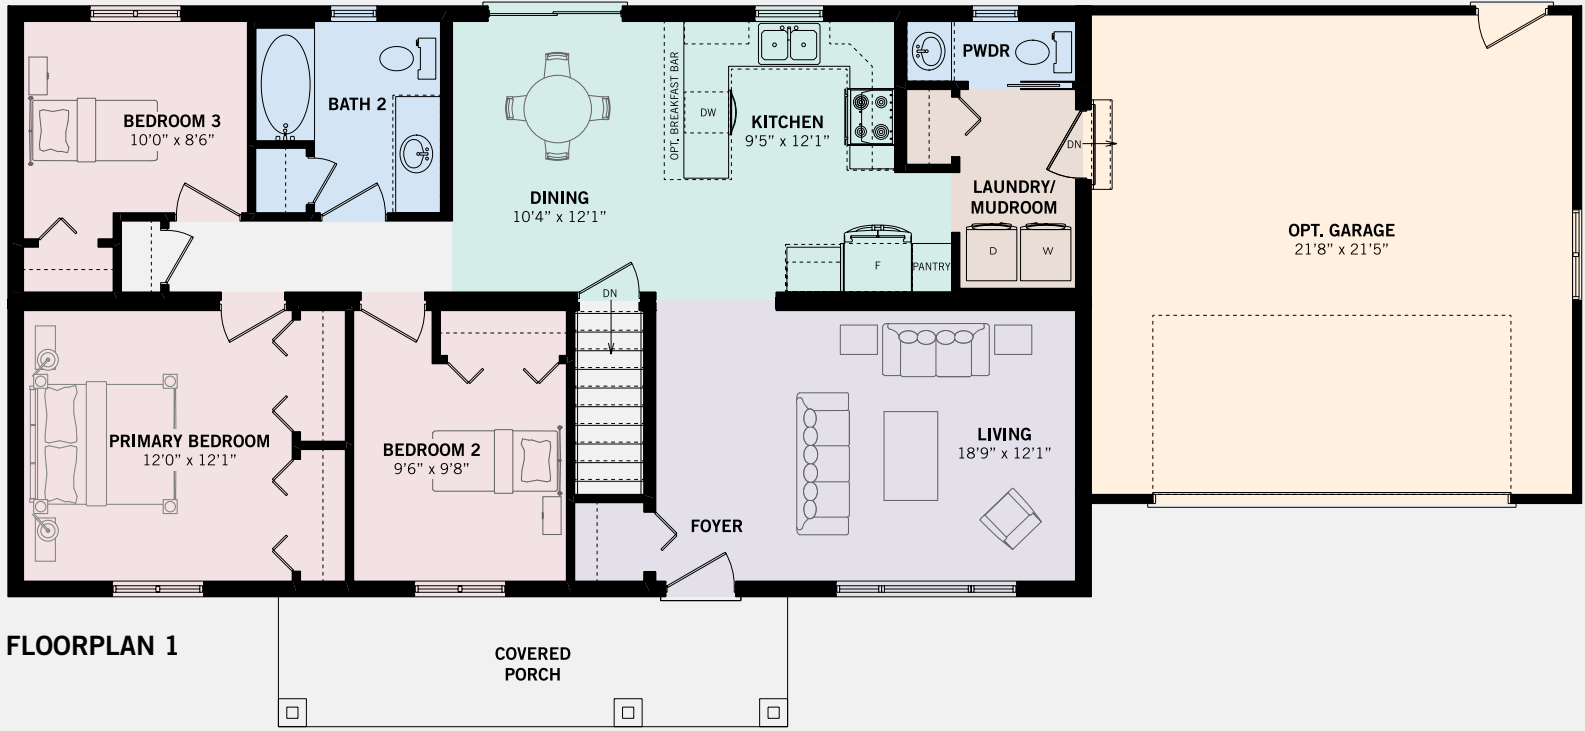 PWDR
BATH 2
OPT. BREAKFAST BAR
DW
BEDROOM 3
10'0" x 8'6"
KITCHEN
9'5" x 12'1"
DN
DINING
10'4" x 12'1"
LAUNDRY/
MUDROOM
OPT. GARAGE
21'8" x 21'5"
D
W
F
PANTRY
DN
PRIMARY BEDROOM
12'0" x 12'1"
BEDROOM 2
9'6" x 9'8"
LIVING
18'9" x 12'1"
FOYER
FLOORPLAN 1
COVERED
PORCH